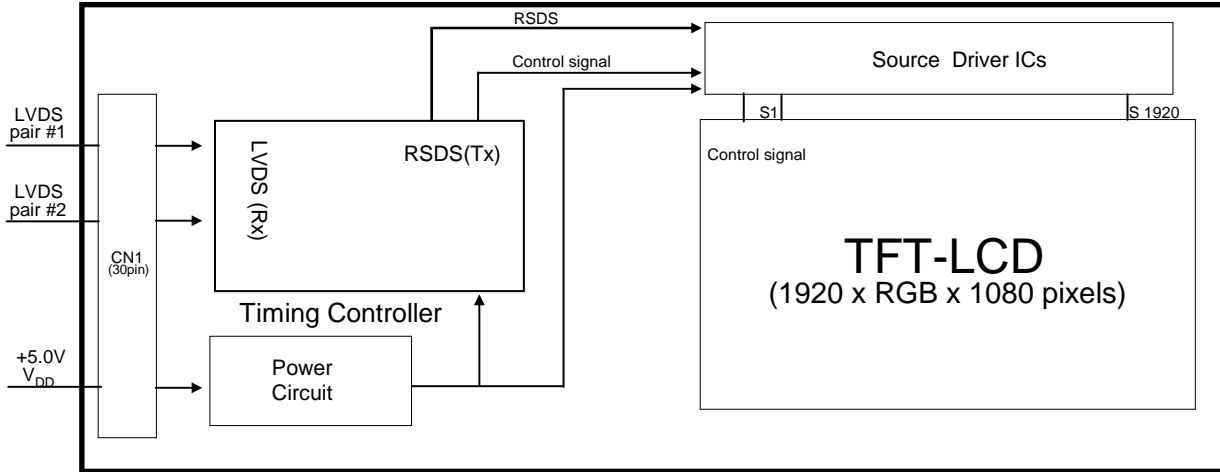 RSDS
Control signal
Source Driver ICs
S1
S 1920
LVDS
pair #1
LVDS
pair #2
CN1
(30pin)
LVDS (Rx)
RSDS(Tx)
Timing Controller
Control signal
TFT-LCD
(1920 x RGB x 1080 pixels)
+5.0V
VDD
Power
Circuit